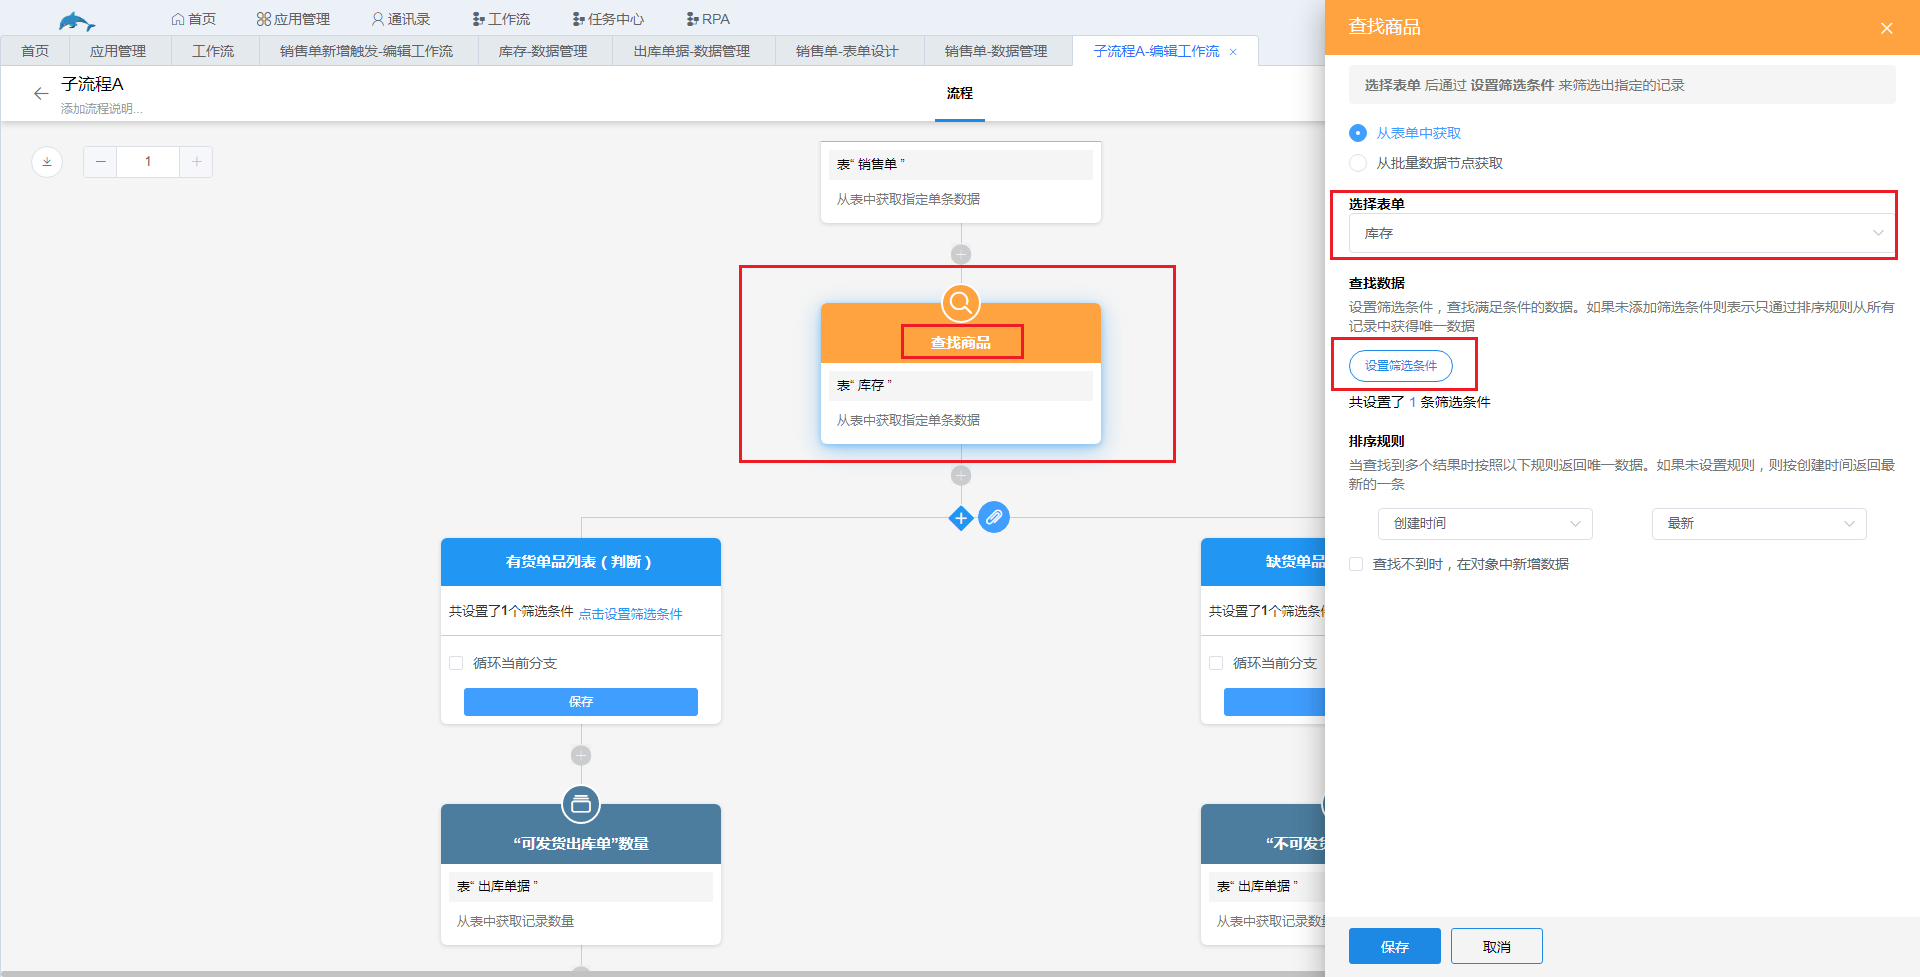 首页
应用管理
通讯录
工作流
任务中心
RPA
首页
应用管理
工作流
销售单新增触发-编辑工作流
库存-数据管理
出库单据-数据管理
销售单-表单设计
销售单-数据管理
子流程A-编辑工作流
子流程A
添加流程说明...
流程
1
表“ 销售单 ”
从表中获取指定单条数据
查找商品
表“ 库存 ”
从表中获取指定单条数据
有货单品列表（判断）
共设置了1个筛选条件 点击设置筛选条件
循环当前分支
保存
“可发货出库单”数量
表“ 出库单据 ”
从表中获取记录数量
缺货单品
共设置了1个筛选条
循环当前分支
“不可发
表“ 出库单据 ”
从表中获取记录数
查找商品
选择表单 后通过 设置筛选条件 来筛选出指定的记录
从表单中获取
从批量数据节点获取
选择表单
库存
查找数据
设置筛选条件，查找满足条件的数据。如果未添加筛选条件则表示只通过排序规则从所有
记录中获得唯一数据
设置筛选条件
共设置了 1 条筛选条件
排序规则
当查找到多个结果时按照以下规则返回唯一数据。如果未设置规则，则按创建时间返回最
新的一条
创建时间
最新
查找不到时，在对象中新增数据
保存
取消